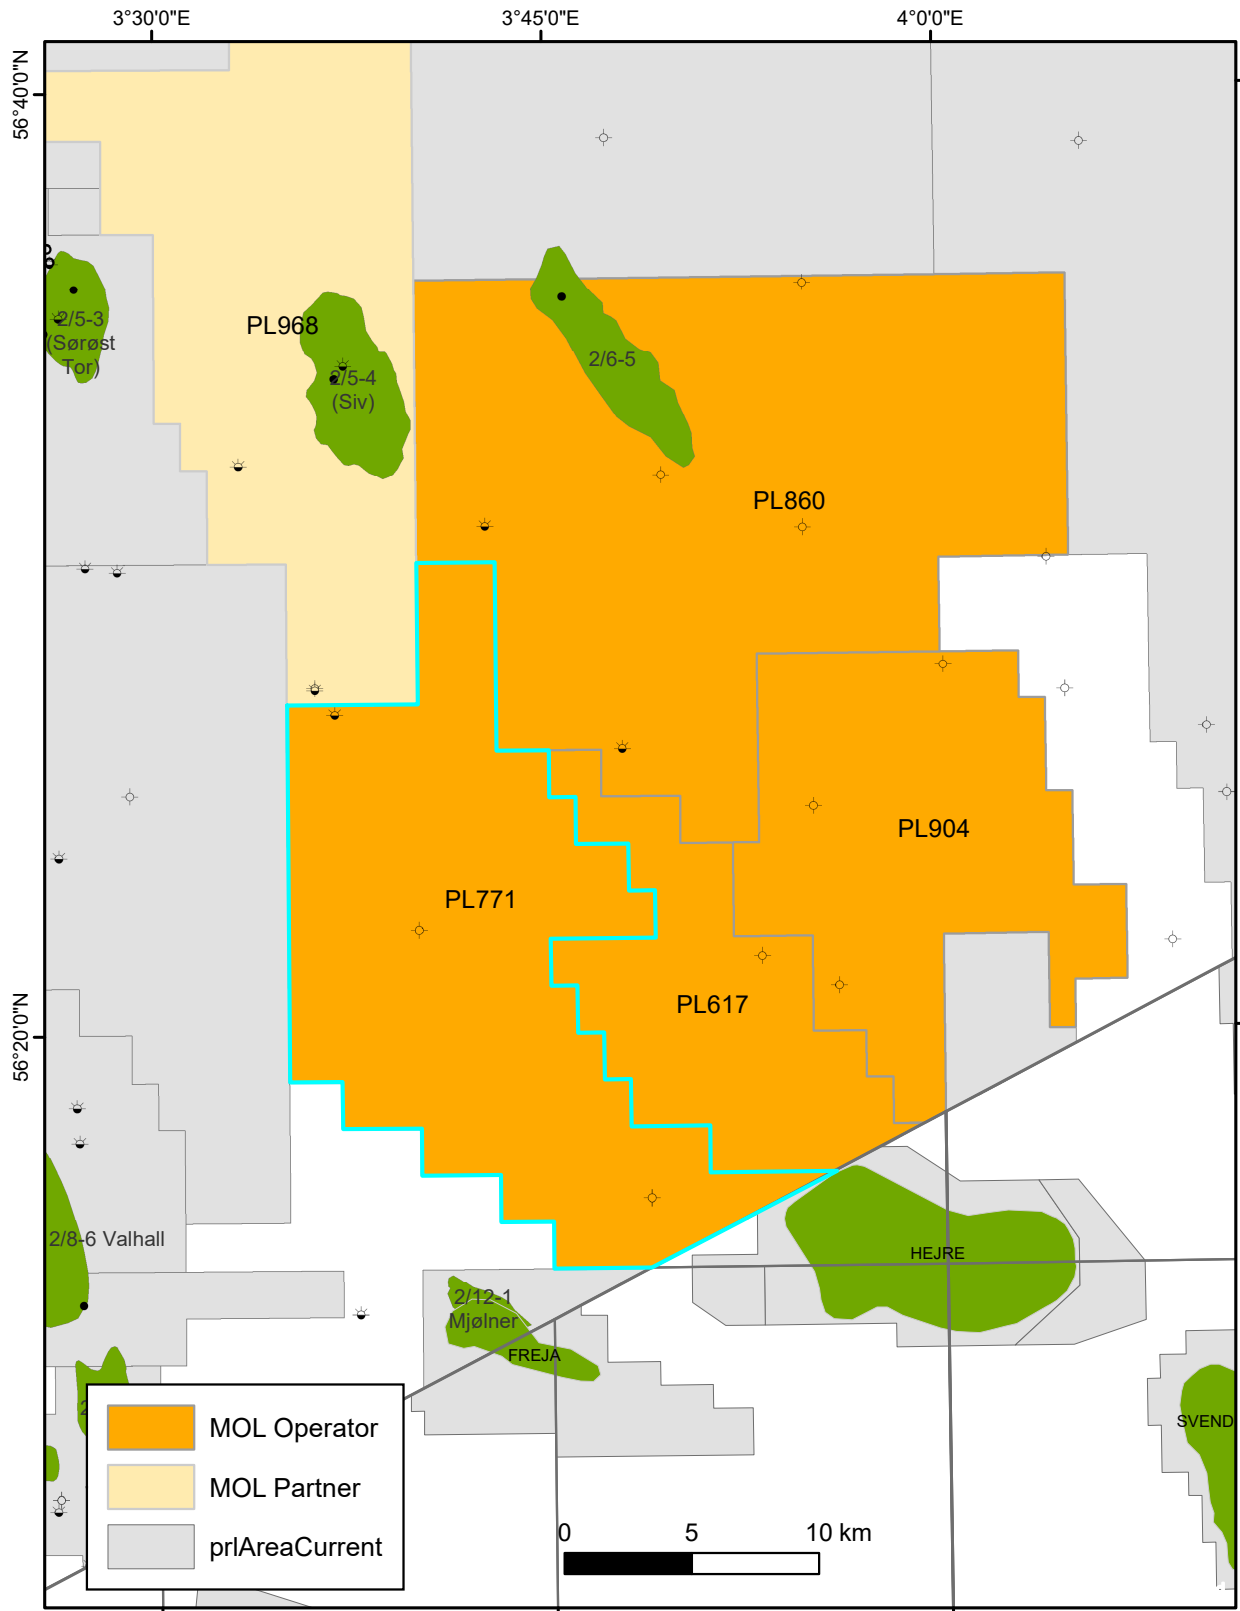 3°30'0"E
3°45'0"E
4°0'0"E
56°40'0"N
56°20'0"N
2/5-3
(Sørøst
Tor)
PL968
2/5-4
(Siv)
2/6-5
PL860
PL904
PL771
PL617
2/8-6 Valhall
HEJRE
2/12-1
Mjølner
FREJA
SVEND
MOL Operator
MOL Partner
prlAreaCurrent
0
5
10 km